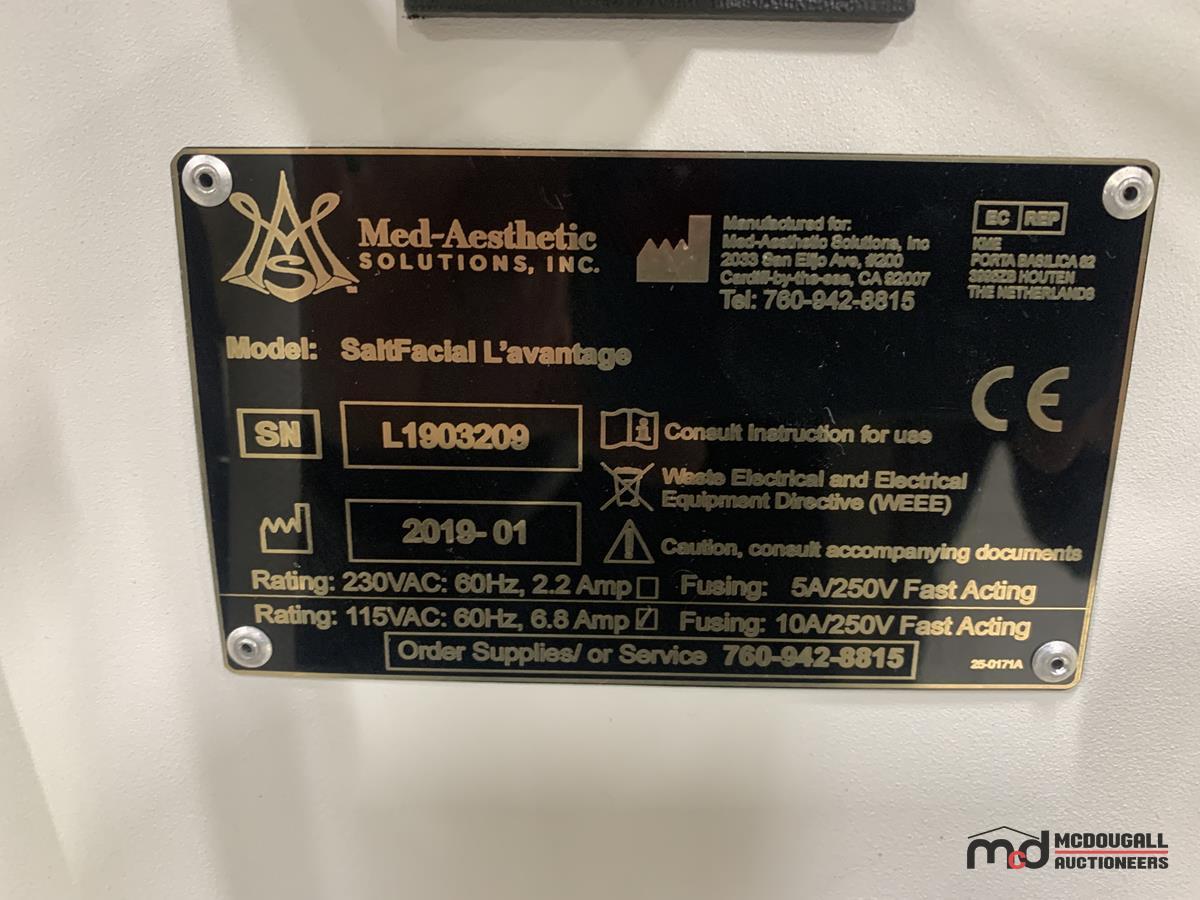 Med-Aesthetic
SOLUTIONS, INC.
TM
Manufactured for:
Med-Aesthetic Solutions, Inc
2033 San Elijo Ave, #200
Cardiff-by-the-sea, CA 92007
Tel: 760-942-8815
EC REP
KME
PORTA BASILICA 62
HOUTEN
THE NETHERLANDS
Model: SaltFacial L'avantage
CE
SN L1903209
Consult Instruction for use
Waste Electrical and Electrical
Equipment Directive (WEEE)
2019-01
Caution, consult accompanying documents
Rating: 230VAC: 60Hz, 2.2 Amp Fusing: 5A/250V Fast Acting
Rating: 115VAC: 60Hz, 6.8 Amp Fusing: 10A/250V Fast Acting
Order Supplies/ or Service 760-942-8815
25-0171A
mcd MCDOUGALL
AUCTIONEERS